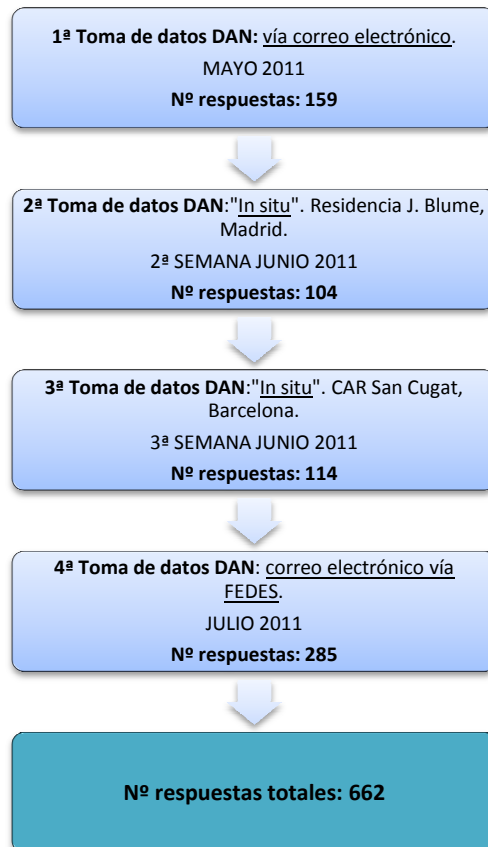 1ª Toma de datos DAN: vía correo electrónico.
MAYO 2011
Nº respuestas: 159
2ª Toma de datos DAN:"In situ". Residencia J. Blume,
Madrid.
2ª SEMANA JUNIO 2011
Nº respuestas: 104
3ª Toma de datos DAN:"In situ". CAR San Cugat,
Barcelona.
3ª SEMANA JUNIO 2011
Nº respuestas: 114
4ª Toma de datos DAN: correo electrónico vía
FEDES.
JULIO 2011
Nº respuestas: 285
Nº respuestas totales: 662